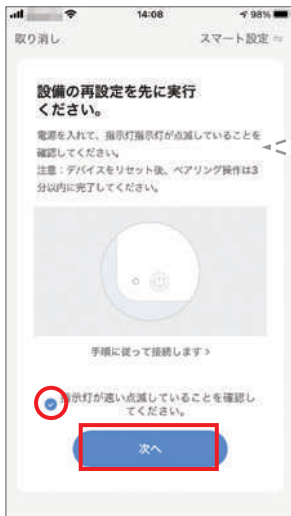 14:08
98%
取り消し
スマート設定
設備の再設定を先に実行
ください。
電源を入れて、指示灯指示灯が点滅していることを
確認してください。
注意：デバイスをリセット後、ペアリング操作は3
分以内に完了してください。
手順に従って接続します>
指示灯が速い点滅していることを確認し
てください。
次へ